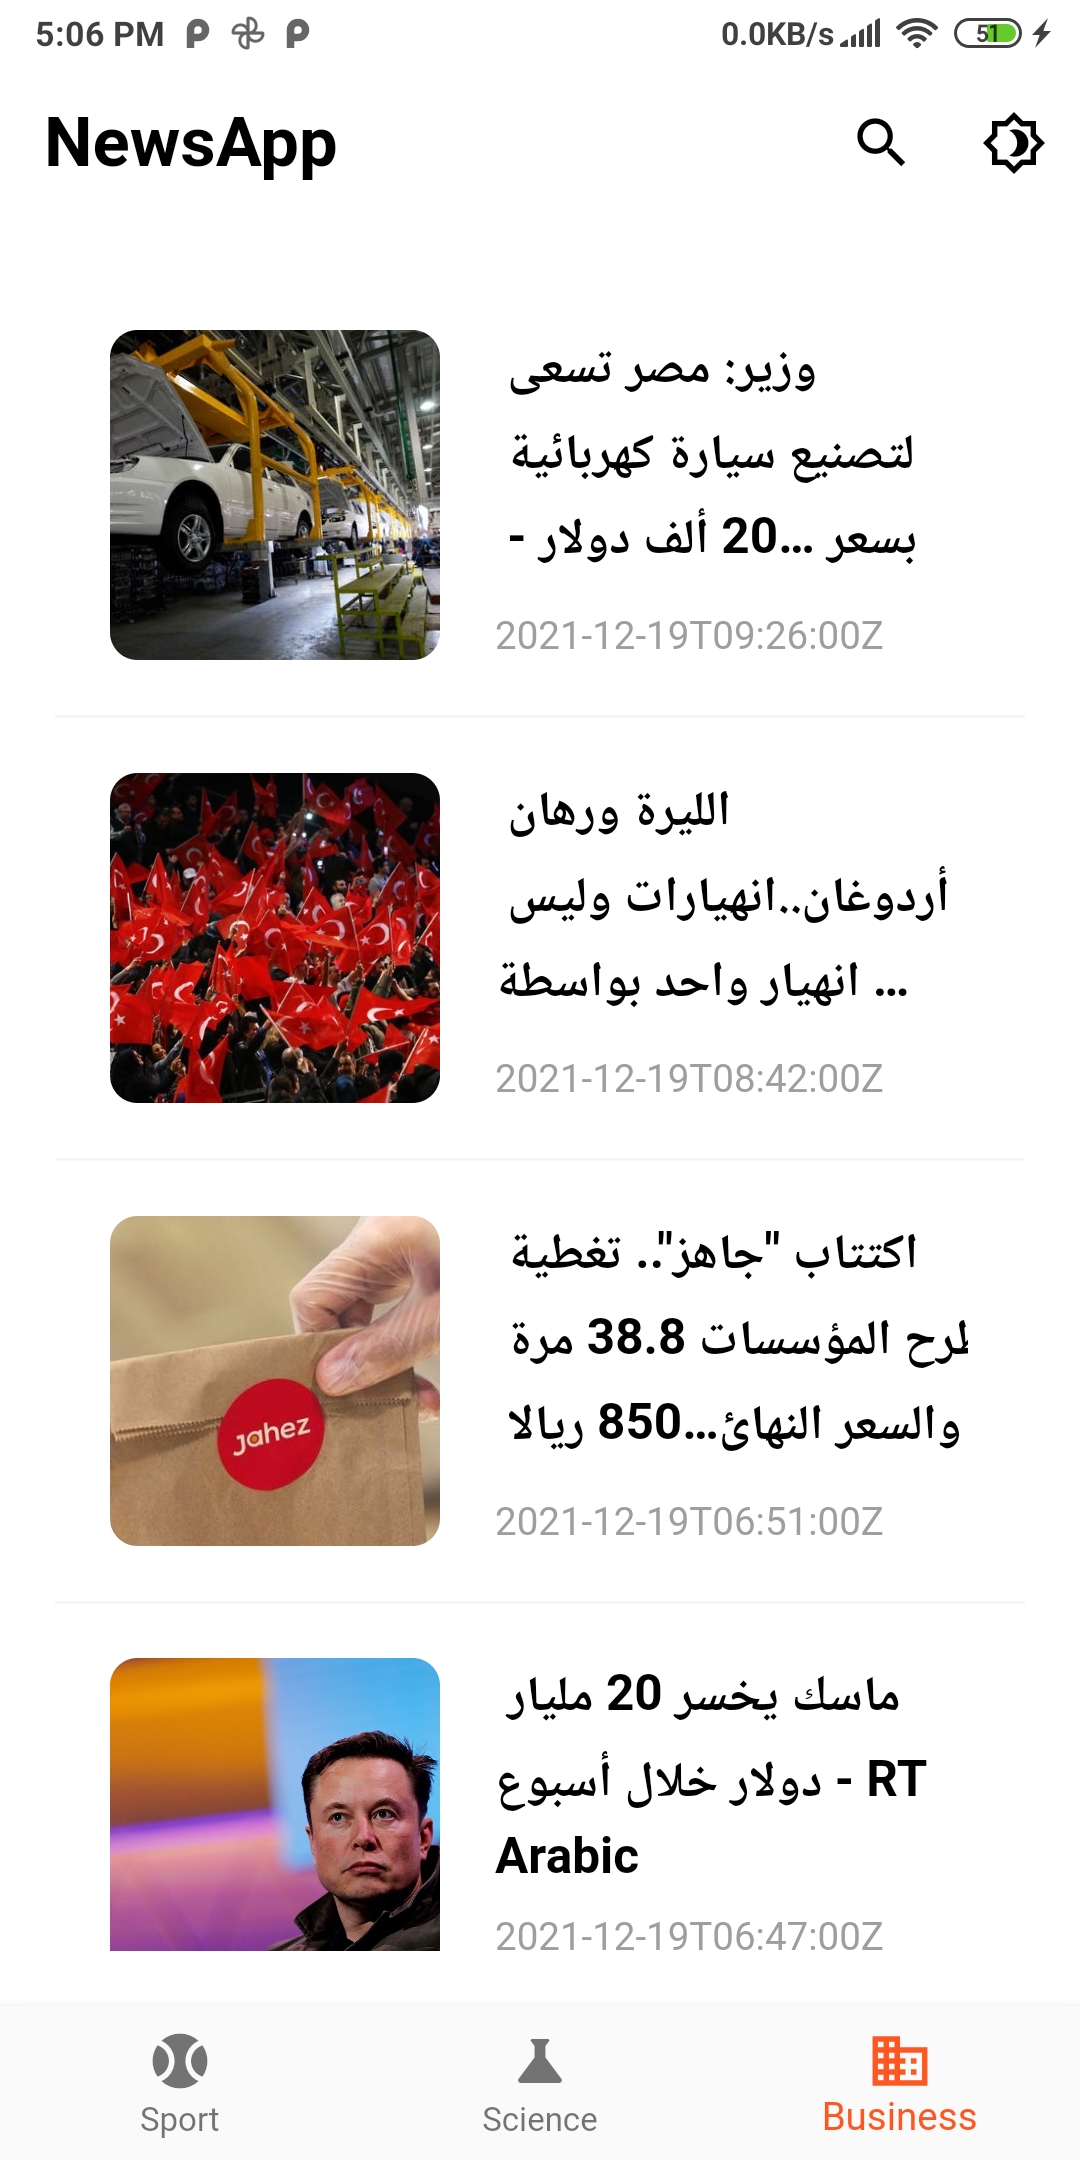 5:06 PM
0.0KB/s
51
NewsApp
وزير: مصر تسعى
لتصنيع سيارة كهربائية
بسعر ...20 ألف دولار -
2021-12-19T09:26:00Z
الليرة ورهان
أردوغان..انهيارات وليس
... انهيار واحد بواسطة
2021-12-19T08:42:00Z
اكتتاب "جاهز".. تغطية
طرح المؤسسات 38.8 مرة
والسعر النهائ...850 ريالا
Jahez
2021-12-19T06:51:00Z
ماسك يخسر 20 مليار
دولار خلال أسبوع - RT
Arabic
2021-12-19T06:47:00Z
Sport
Science
Business